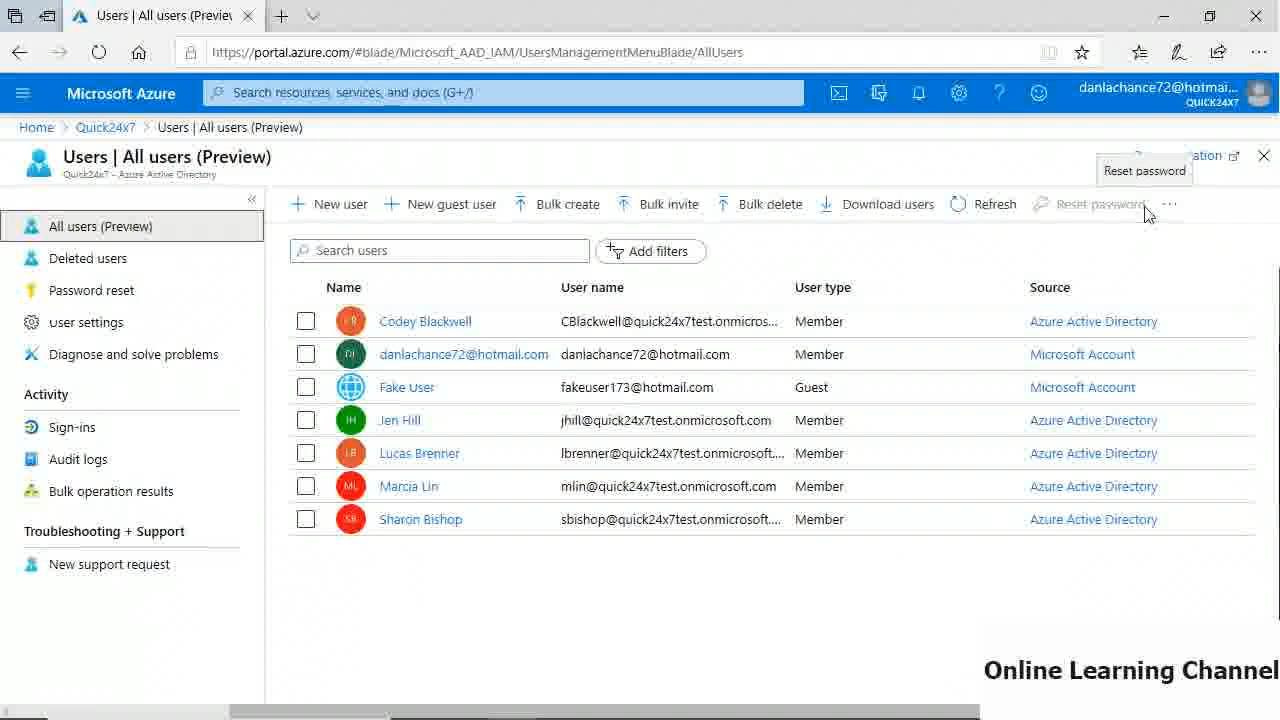 Users | All users (Preview)
https://portal.azure.com/#blade/Microsoft_AAD_IAM/UsersManagementMenuBlade/AllUsers
Microsoft Azure
Search resources, services, and docs (G+/)
danlachance72@hotmai...
QUICK24X7
Home > Quick24x7 > Users | All users (Preview)
Users | All users (Preview)
Quick24x7 - Azure Active Directory
Reset password
«
New user
New guest user
Bulk create
Bulk invite
Bulk delete
Download users
Refresh
Reset password
...
All users (Preview)
Deleted users
Password reset
User settings
Diagnose and solve problems
Activity
Sign-ins
Audit logs
Bulk operation results
Troubleshooting + Support
New support request
Search users
Add filters
Name User name User type Source
Codey Blackwell CBlackwell@quick24x7test.onmicros... Member Azure Active Directory
DJ danlachance72@hotmail.com danlachance72@hotmail.com Member Microsoft Account
Fake User fakeuser173@hotmail.com Guest Microsoft Account
JH Jen Hill jhill@quick24x7test.onmicrosoft.com Member Azure Active Directory
LB Lucas Brenner lbrenner@quick24x7test.onmicrosoft.... Member Azure Active Directory
ML Marcia Lin mlin@quick24x7test.onmicrosoft.com Member Azure Active Directory
SB Sharon Bishop sbishop@quick24x7test.onmicrosoft.... Member Azure Active Directory
Online Learning Channel